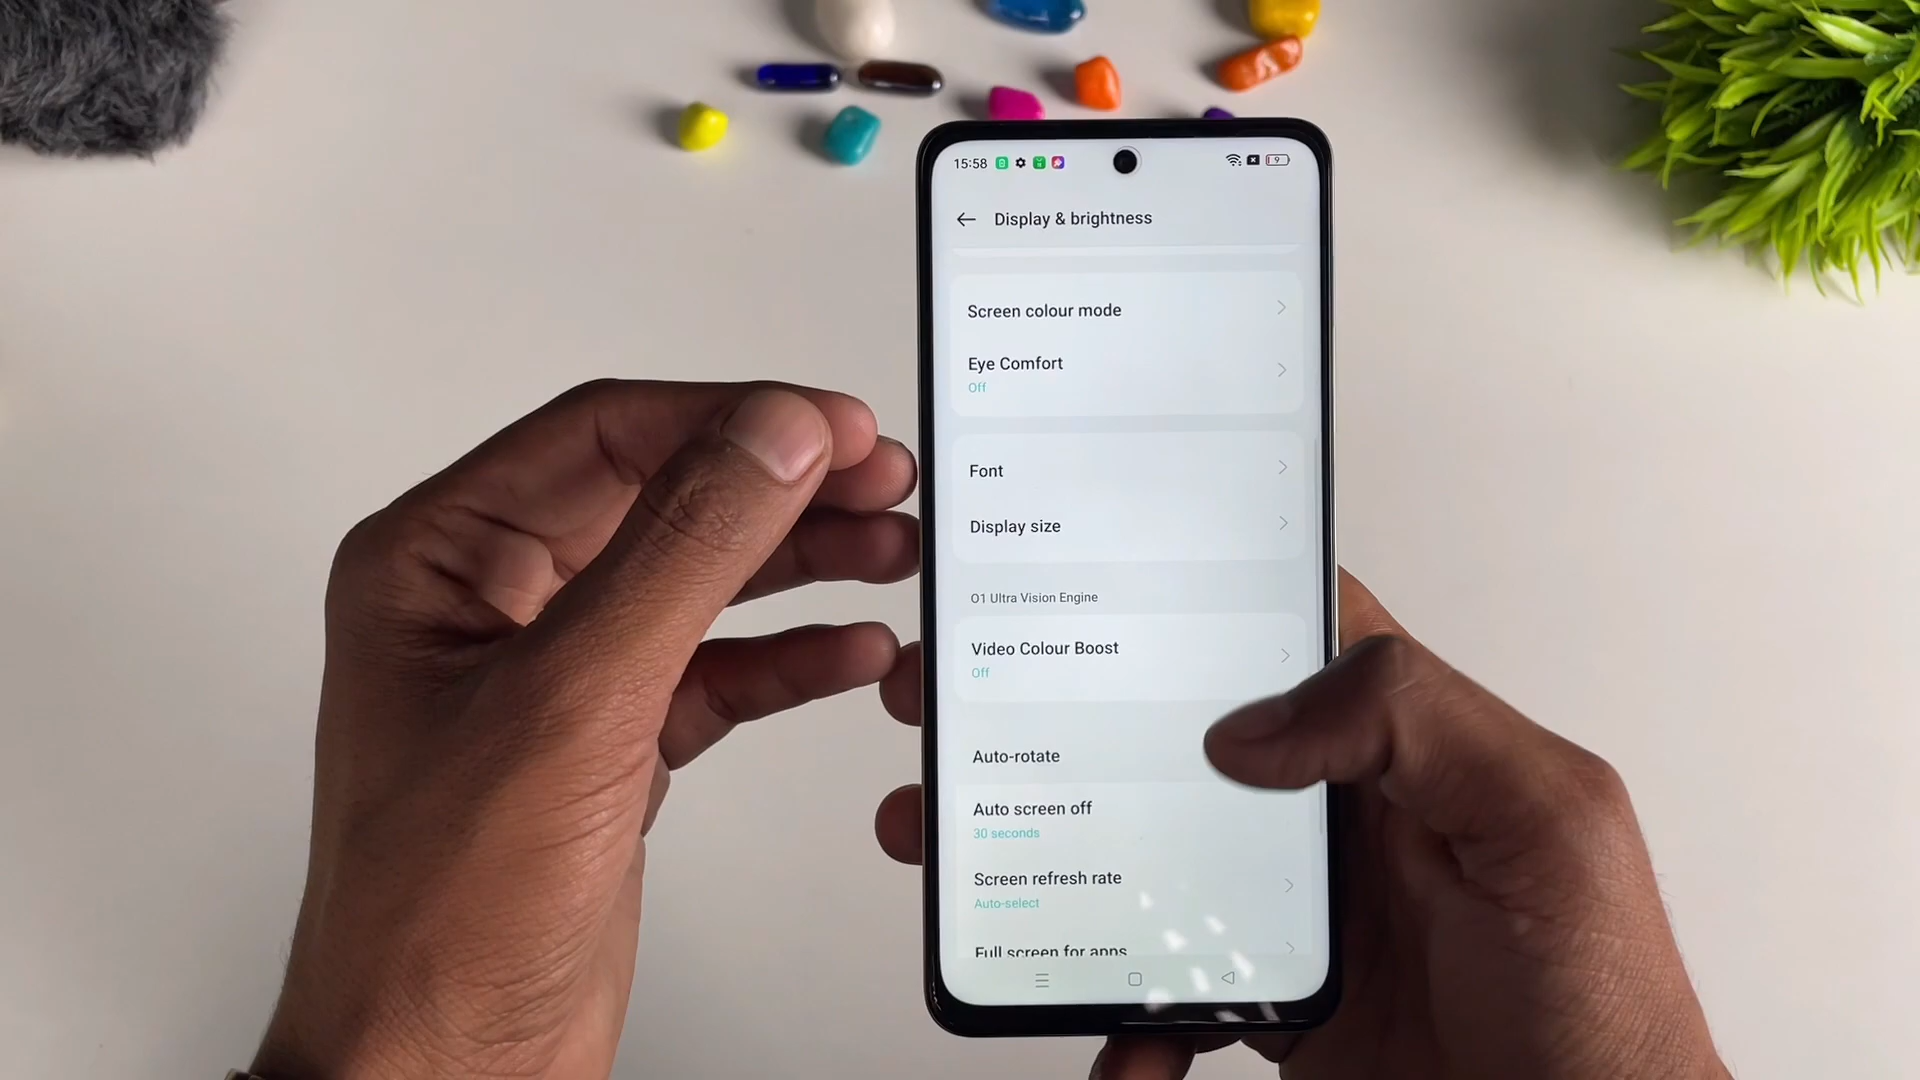 15:58
9
Display & brightness
Screen colour mode
Eye Comfort
Off
Font
Display size
O1 Ultra Vision Engine
Video Colour Boost
Off
Auto-rotate
Auto screen off
30 seconds
Screen refresh rate
Auto-select
Full screen for apps